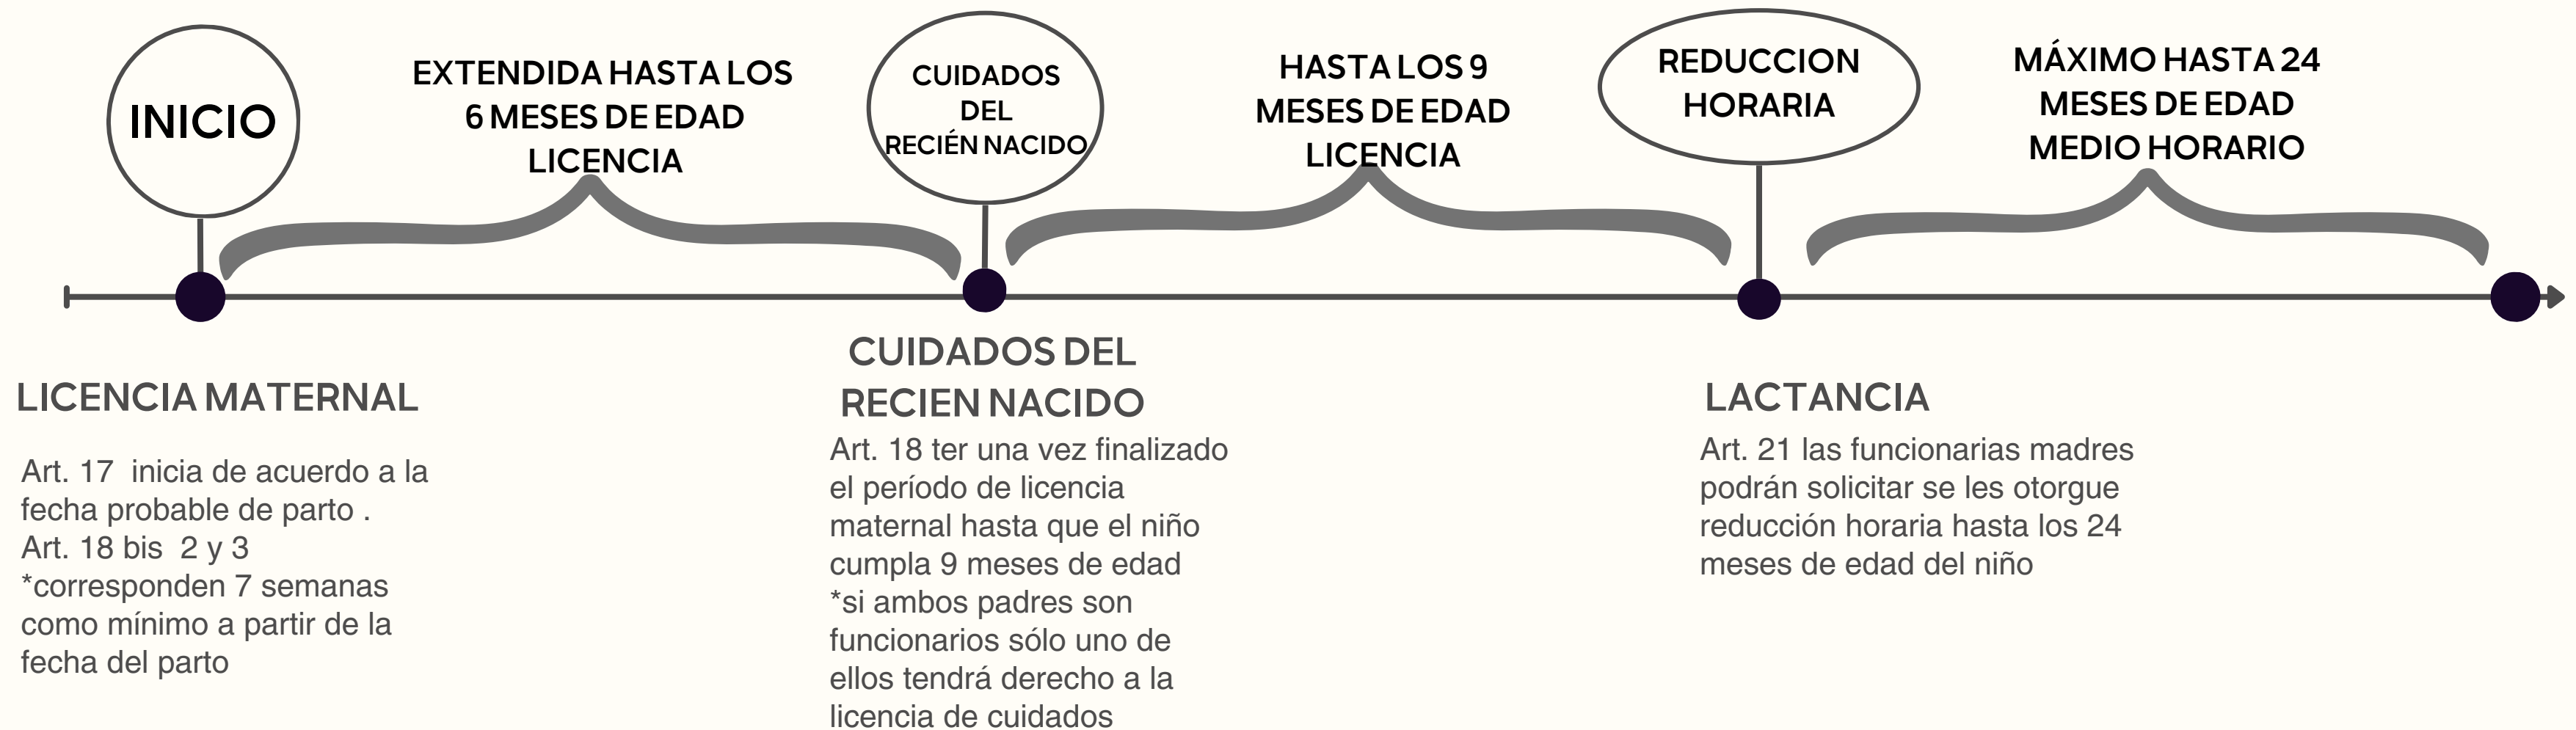 INICIO
EXTENDIDA HASTA LOS
6 MESES DE EDAD
LICENCIA
CUIDADOS
DEL
RECIÉN NACIDO
HASTA LOS 9
MESES DE EDAD
LICENCIA
REDUCCION
HORARIA
MÁXIMO HASTA 24
MESES DE EDAD
MEDIO HORARIO
LICENCIA MATERNAL
Art. 17 inicia de acuerdo a la
fecha probable de parto .
Art. 18 bis 2 y 3
*corresponden 7 semanas
como mínimo a partir de la
fecha del parto
CUIDADOS DEL
RECIEN NACIDO
Art. 18 ter una vez finalizado
el período de licencia
maternal hasta que el niño
cumpla 9 meses de edad
*si ambos padres son
funcionarios sólo uno de
ellos tendrá derecho a la
licencia de cuidados
LACTANCIA
Art. 21 las funcionarias madres
podrán solicitar se les otorgue
reducción horaria hasta los 24
meses de edad del niño